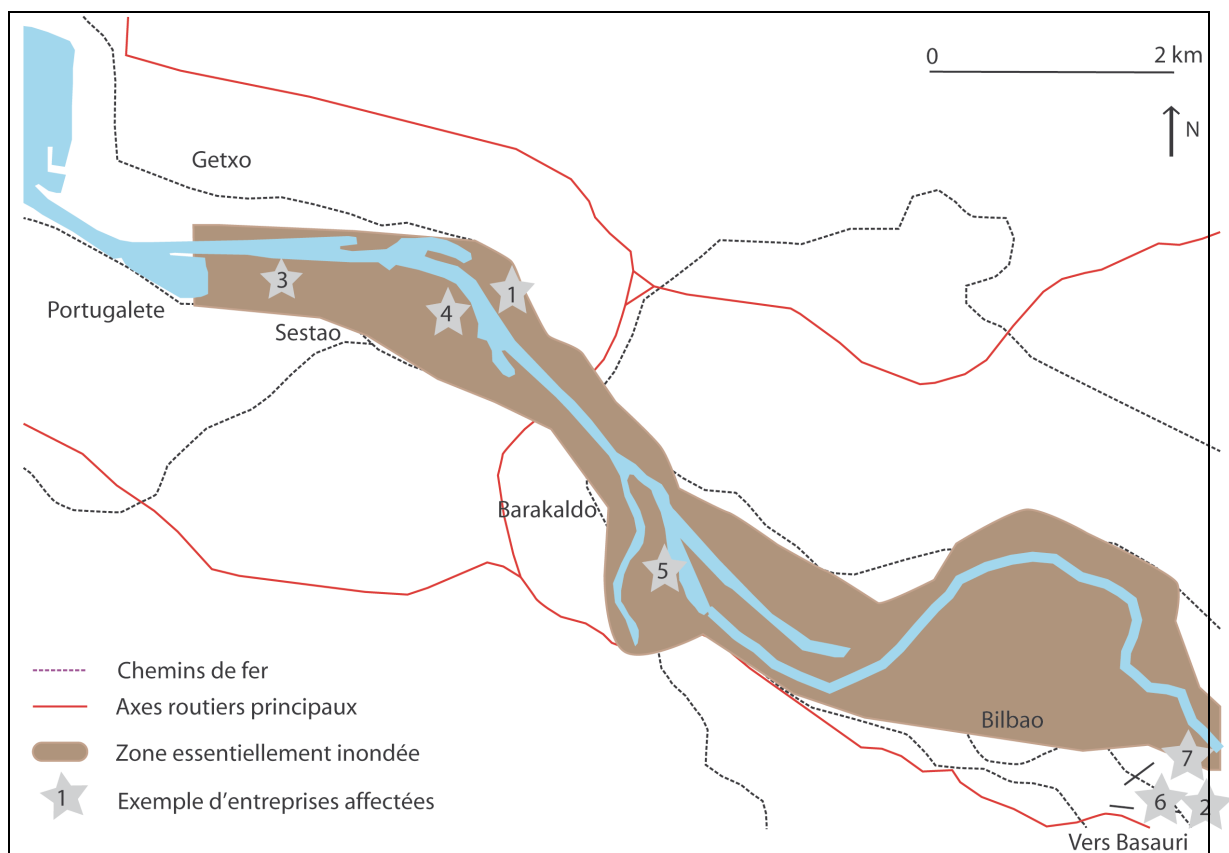 0 2 km
N
Getxo
3
1
4
Portugalete
Sestao
Barakaldo
5
Chemins de fer
Axes routiers principaux
Bilbao
Zone essentiellement inondée
7
1 Exemple d'entreprises affectées
6 2
Vers Basauri